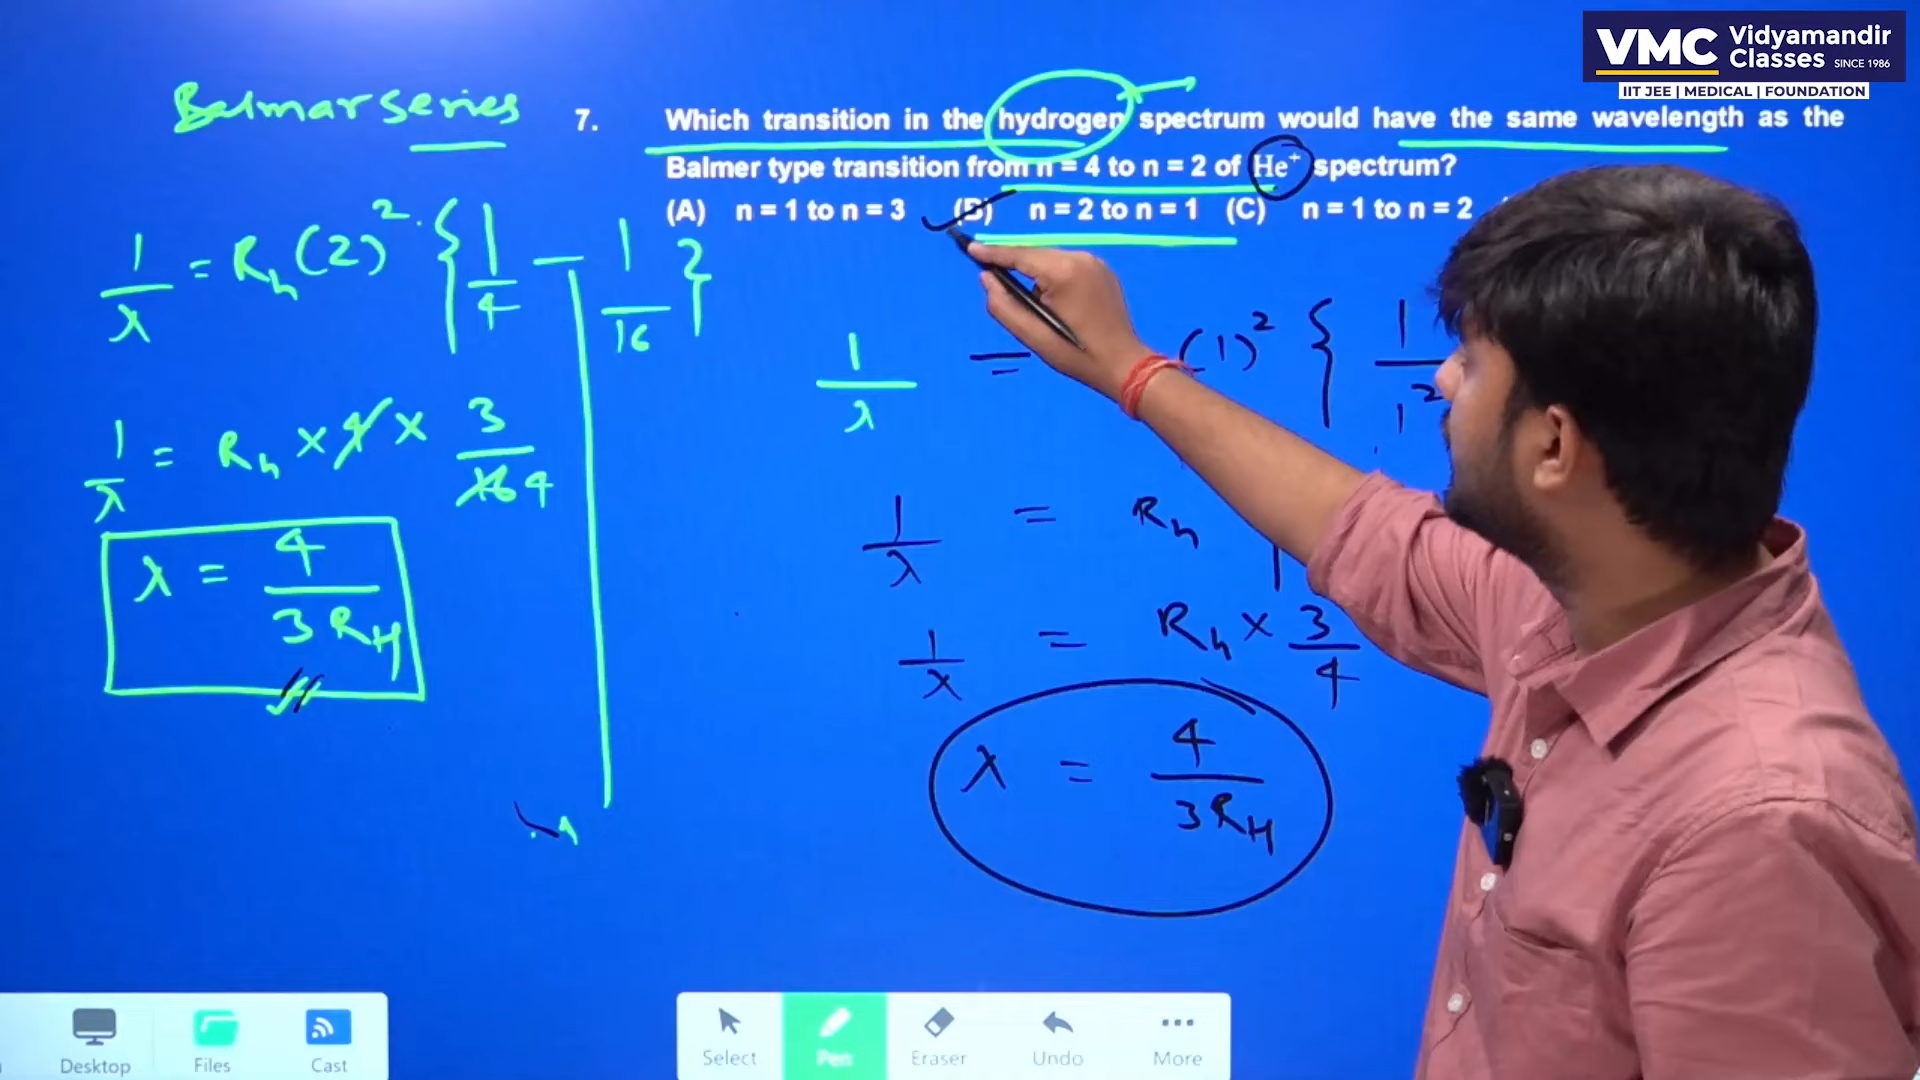 VMC Vidyamandir Classes SINCE 1986
IIT JEE | MEDICAL | FOUNDATION
Balmar series
7. Which transition in the hydrogen spectrum would have the same wavelength as the
Balmer type transition from n = 4 to n = 2 of He⁺ spectrum?
(A) n = 1 to n = 3 (B) n = 2 to n = 1 (C) n = 1 to n = 2
1/λ = Rh (2)². {1/4 − 1/16}
1/λ = Rh × 4 × 3/16 4
λ = 4/3RH
1/λ = (1)² { 1/1²
1/λ = Rh
1/λ = Rh × 3/4
λ = 4/3RH
Desktop Files Cast
Select Pen Eraser Undo More